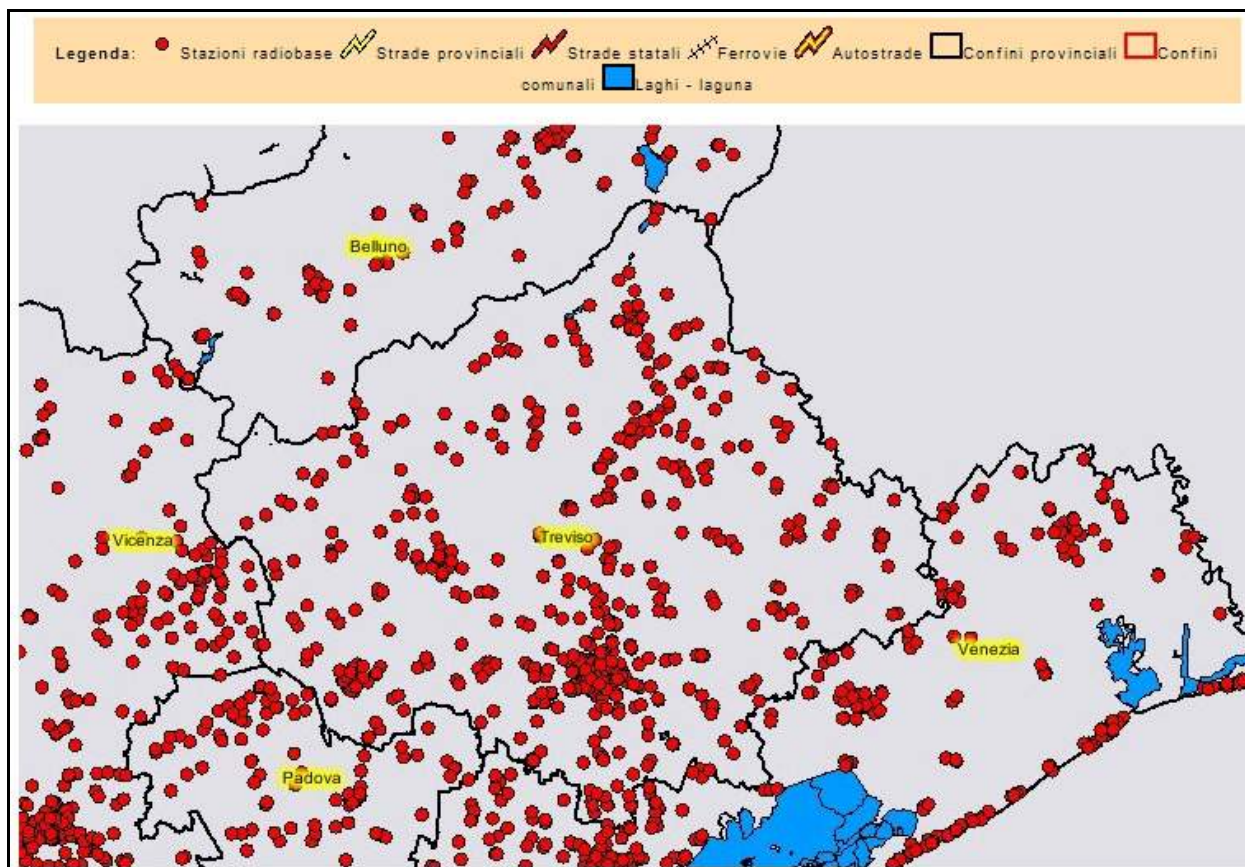 Legenda: Stazioni radiobase Strade provinciali Strade statali Ferrovie Autostrade Confini provinciali Confini
comunali Laghi - laguna
Belluno
Vicenza
Treviso
Venezia
Padova